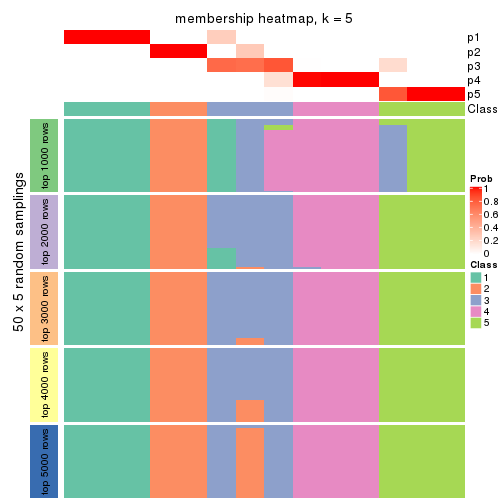 membership heatmap, k = 5
p1
p2
p3
p4
p5
Class
50 x 5 random samplings
top 1000 rows
top 2000 rows
top 3000 rows
top 4000 rows
top 5000 rows
Prob
1
0.8
0.6
0.4
0.2
0
Class
1
2
3
4
5